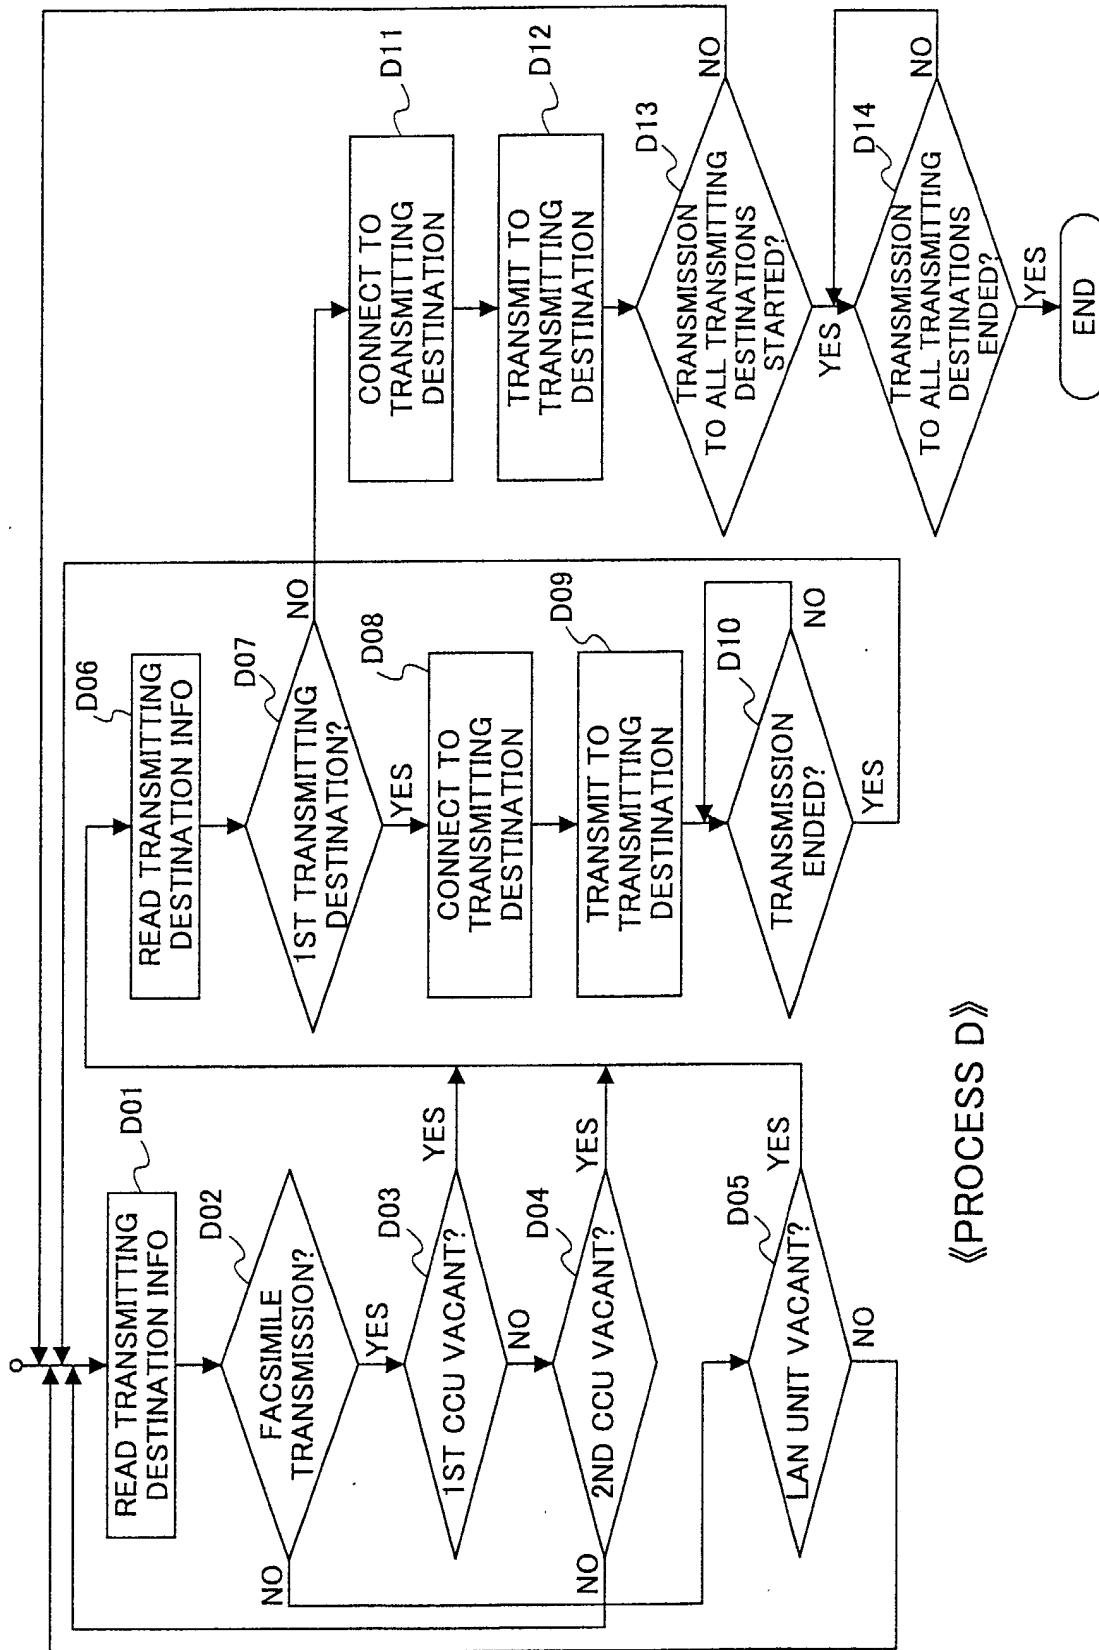 READ TRANSMITTING
DESTINATION INFO
D01
FACSIMILE
TRANSMISSION?
D02
YES
NO
1ST CCU VACANT?
D03
YES
NO
2ND CCU VACANT?
D04
YES
NO
LAN UNIT VACANT?
D05
YES
NO
READ TRANSMITTING
DESTINATION INFO
D06
1ST TRANSMITTING
DESTINATION?
D07
NO
YES
CONNECT TO
TRANSMITTING
DESTINATION
D08
TRANSMIT TO
TRANSMITTING
DESTINATION
D09
TRANSMISSION
ENDED?
D10
NO
YES
CONNECT TO
TRANSMITTING
DESTINATION
D11
TRANSMIT TO
TRANSMITTING
DESTINATION
D12
TRANSMISSION
TO ALL TRANSMITTING
DESTINATIONS
STARTED?
D13
NO
YES
TRANSMISSION
TO ALL TRANSMITTING
DESTINATIONS
ENDED?
D14
NO
YES
END
《PROCESS D》